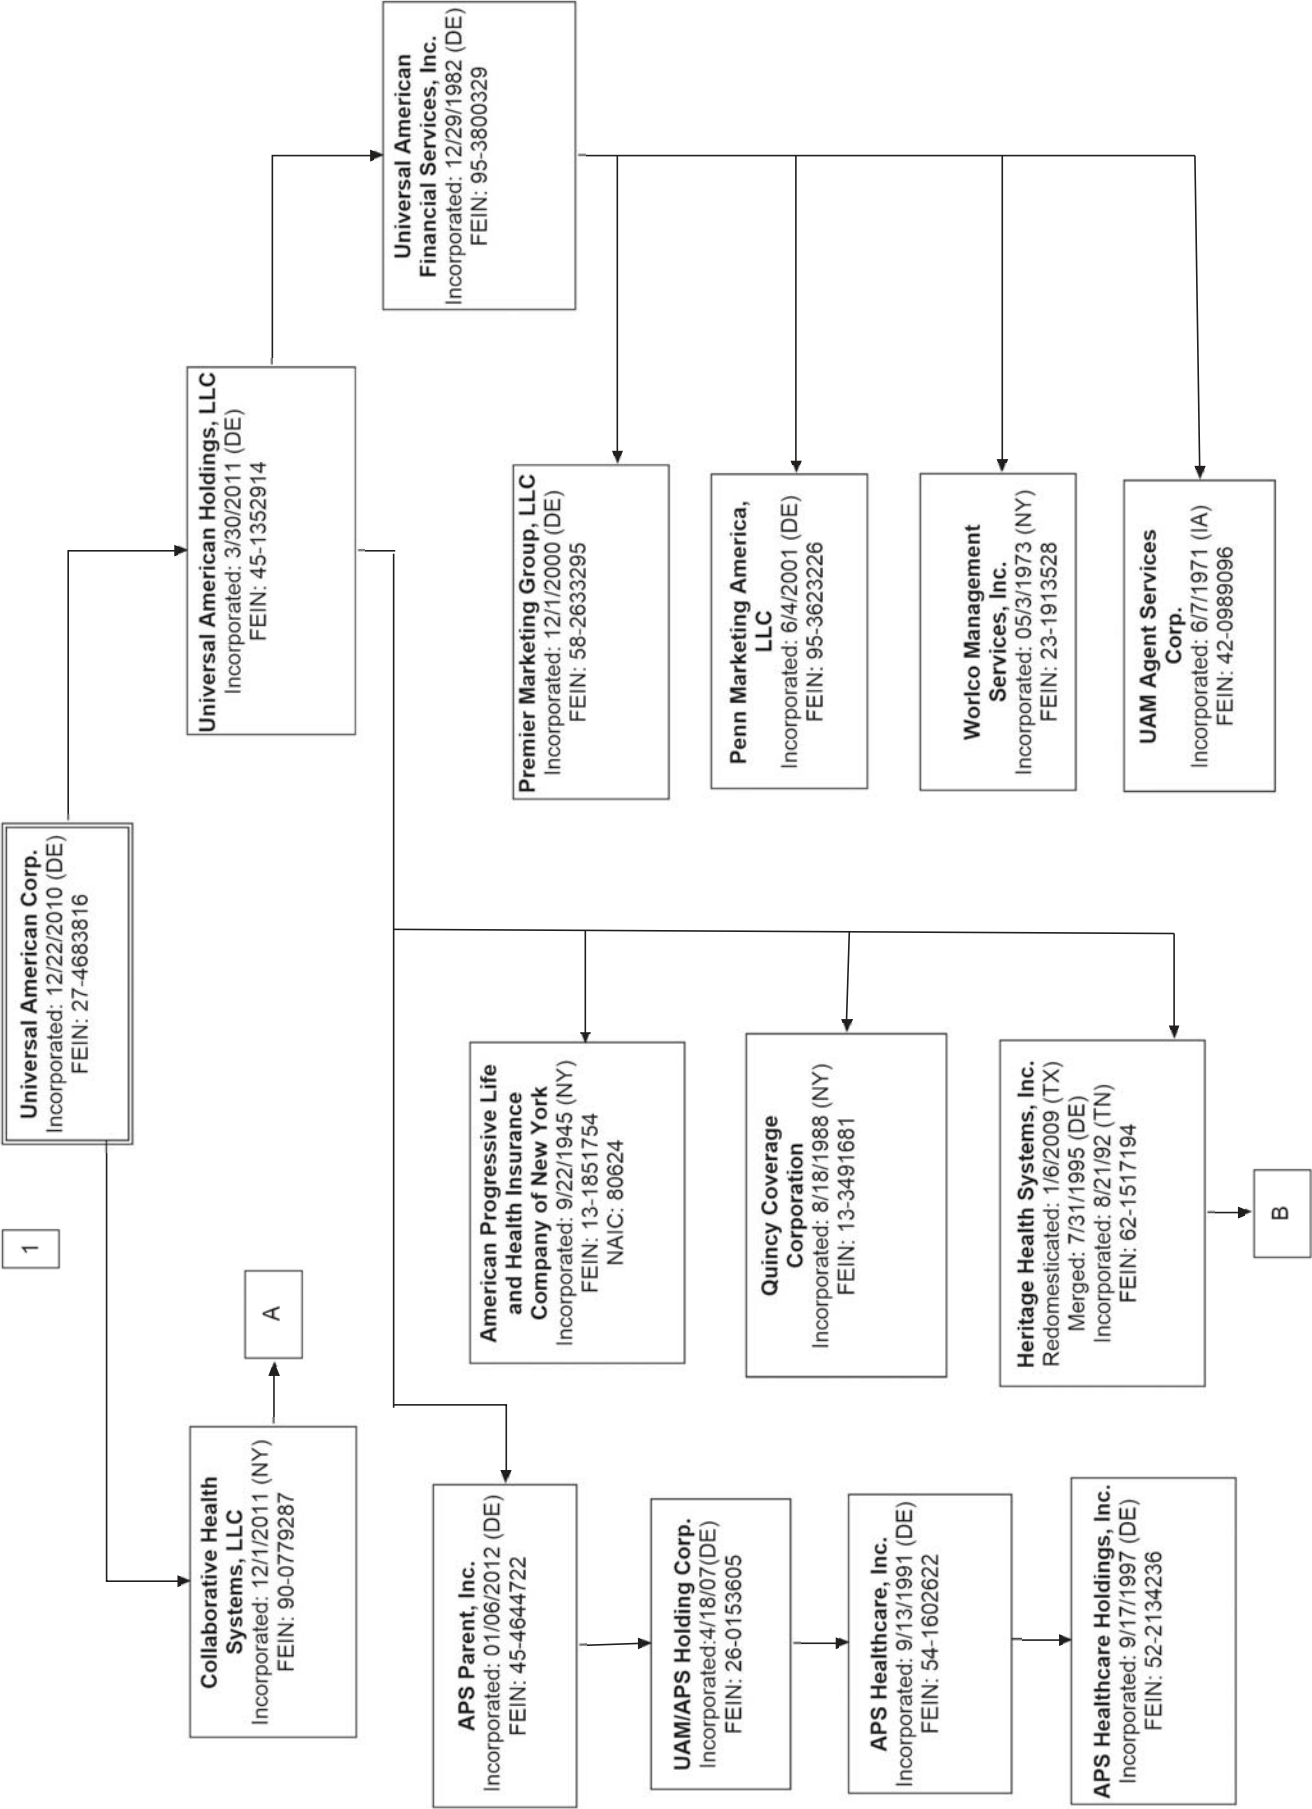 1
Universal American Corp.
Incorporated: 12/22/2010 (DE)
FEIN: 27-4683816
Collaborative Health
Systems, LLC
Incorporated: 12/1/2011 (NY)
FEIN: 90-0779287
A
Universal American Holdings, LLC
Incorporated: 3/30/2011 (DE)
FEIN: 45-1352914
Universal American
Financial Services, Inc.
Incorporated: 12/29/1982 (DE)
FEIN: 95-3800329
APS Parent, Inc.
Incorporated: 01/06/2012 (DE)
FEIN: 45-4644722
UAM/APS Holding Corp.
Incorporated:4/18/07(DE)
FEIN: 26-0153605
APS Healthcare, Inc.
Incorporated: 9/13/1991 (DE)
FEIN: 54-1602622
APS Healthcare Holdings, Inc.
Incorporated: 9/17/1997 (DE)
FEIN: 52-2134236
American Progressive Life
and Health Insurance
Company of New York
Incorporated: 9/22/1945 (NY)
FEIN: 13-1851754
NAIC: 80624
Quincy Coverage
Corporation
Incorporated: 8/18/1988 (NY)
FEIN: 13-3491681
Heritage Health Systems, Inc.
Redomesticated: 1/6/2009 (TX)
Merged: 7/31/1995 (DE)
Incorporated: 8/21/92 (TN)
FEIN: 62-1517194
B
Premier Marketing Group, LLC
Incorporated: 12/1/2000 (DE)
FEIN: 58-2633295
Penn Marketing America,
LLC
Incorporated: 6/4/2001 (DE)
FEIN: 95-3623226
Worlco Management
Services, Inc.
Incorporated: 05/3/1973 (NY)
FEIN: 23-1913528
UAM Agent Services
Corp.
Incorporated: 6/7/1971 (IA)
FEIN: 42-0989096